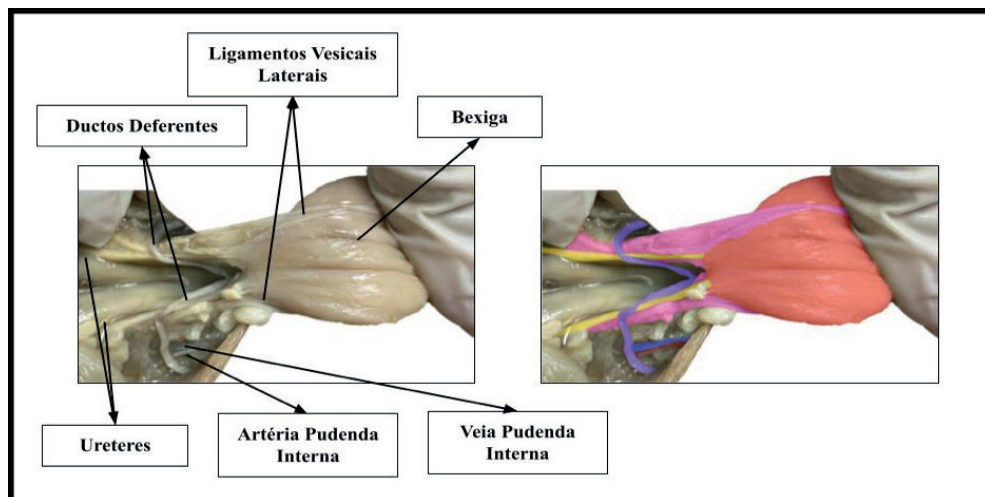 Ligamentos Vesicais
Laterais
Ductos Deferentes
Bexiga
Ureteres
Artéria Pudenda
Interna
Veia Pudenda
Interna